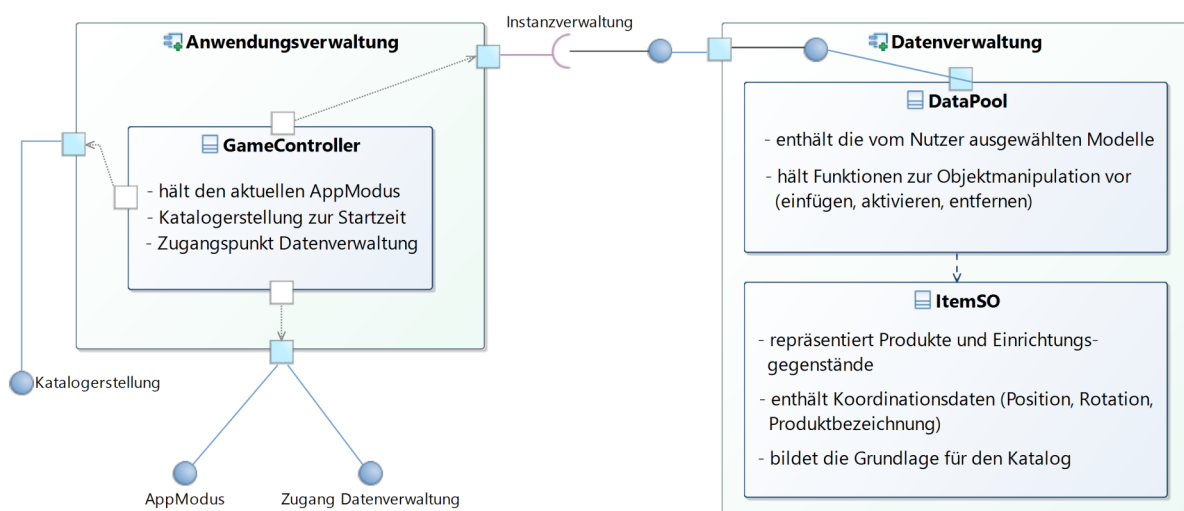 Instanzverwaltung
Anwendungsverwaltung
GameController
- hält den aktuellen AppModus
- Katalogerstellung zur Startzeit
- Zugangspunkt Datenverwaltung
Katalogerstellung
AppModus
Zugang Datenverwaltung
Datenverwaltung
DataPool
- enthält die vom Nutzer ausgewählten Modelle
- hält Funktionen zur Objektmanipulation vor
(einfügen, aktivieren, entfernen)
ItemSO
- repräsentiert Produkte und Einrichtungs-
gegenstände
- enthält Koordinationsdaten (Position, Rotation,
Produktbezeichnung)
- bildet die Grundlage für den Katalog